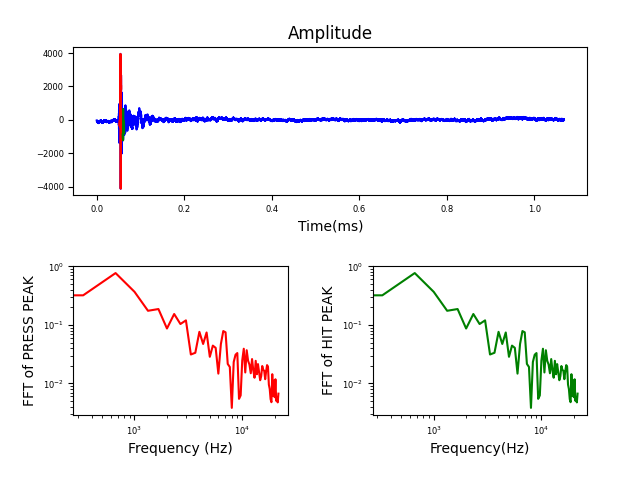 Amplitude
4000
2000
0
−2000
−4000
0.0 0.2 0.4 0.6 0.8 1.0
Time(ms)
FFT of PRESS PEAK
10⁰
10⁻¹
10⁻²
10³ 10⁴
Frequency (Hz)
FFT of HIT PEAK
10⁰
10⁻¹
10⁻²
10³ 10⁴
Frequency(Hz)